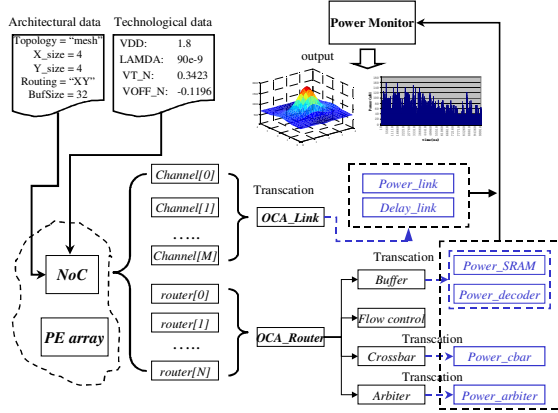 Architectural data
Topology = “mesh”
X_size = 4
Y_size = 4
Routing = “XY”
BufSize = 32
Technological data
VDD: 1.8
LAMDA: 90e-9
VT_N: 0.3423
VOFF_N: -0.1196
Power Monitor
output
NoC
PE array
Channel[0]
Channel[1]
.....
Channel[M]
router[0]
router[1]
.....
router[N]
Transcation
OCA_Link
OCA_Router
Power_link
Delay_link
Transcation
Buffer
Flow control
Transcation
Crossbar
Transcation
Arbiter
Power_SRAM
Power_decoder
Power_cbar
Power_arbiter